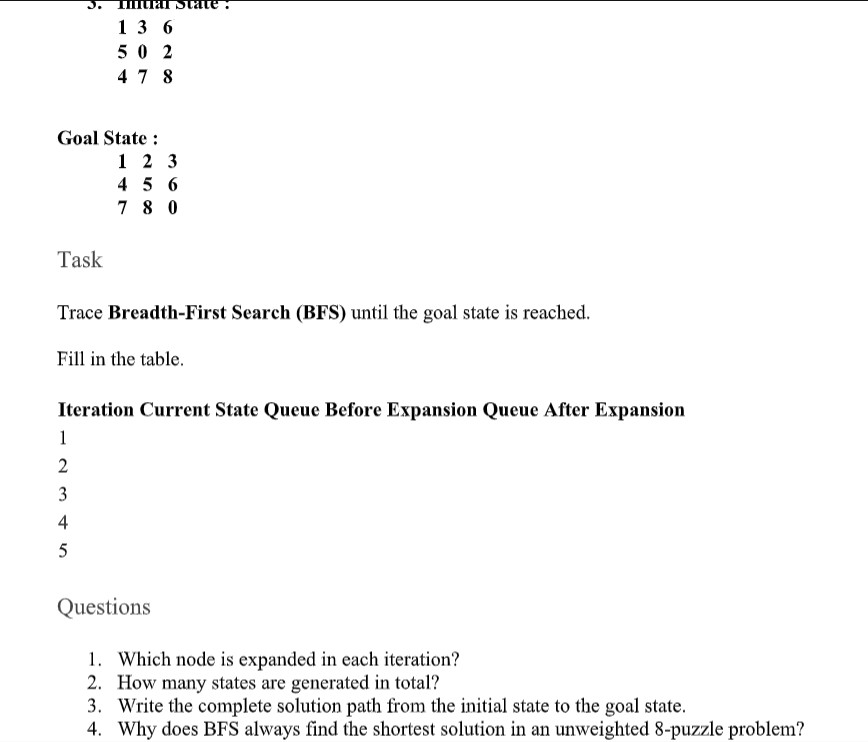 3. Initial State :
1 3 6
5 0 2
4 7 8
Goal State :
1 2 3
4 5 6
7 8 0
Task
Trace Breadth-First Search (BFS) until the goal state is reached.
Fill in the table.
Iteration Current State Queue Before Expansion Queue After Expansion
1
2
3
4
5
Questions
1. Which node is expanded in each iteration?
2. How many states are generated in total?
3. Write the complete solution path from the initial state to the goal state.
4. Why does BFS always find the shortest solution in an unweighted 8-puzzle problem?